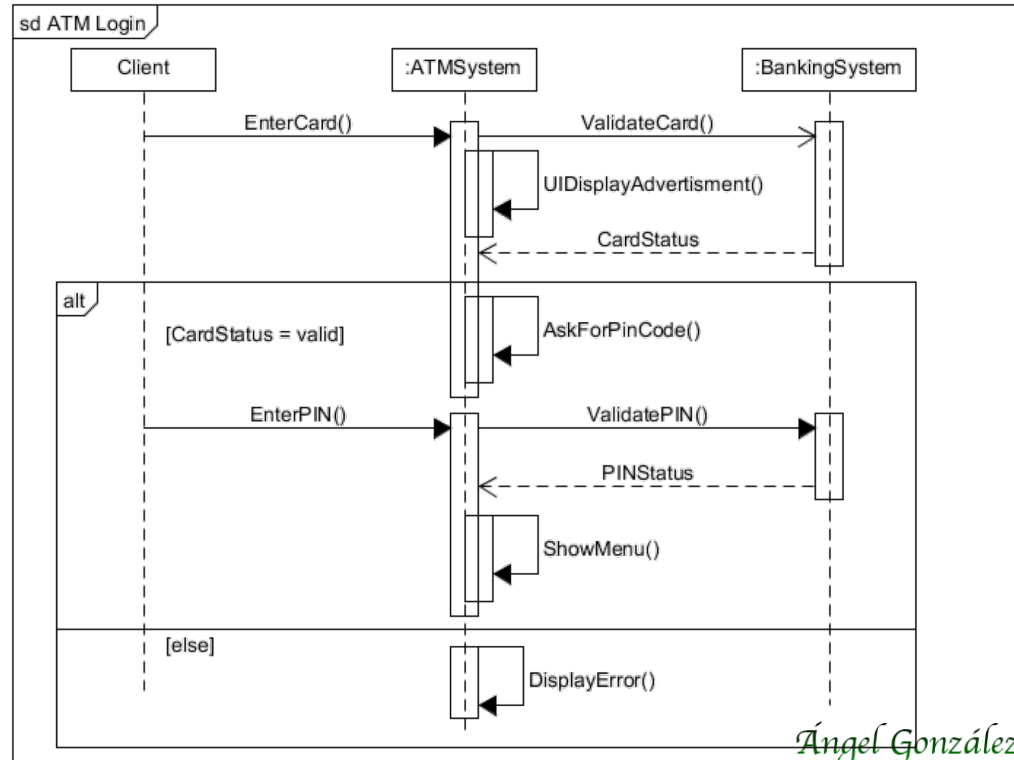 sd ATM Login
Client
:ATMSystem
:BankingSystem
EnterCard()
ValidateCard()
UIDisplayAdvertisment()
CardStatus
alt
[CardStatus = valid]
AskForPinCode()
EnterPIN()
ValidatePIN()
PINStatus
ShowMenu()
[else]
DisplayError()
Ángel González